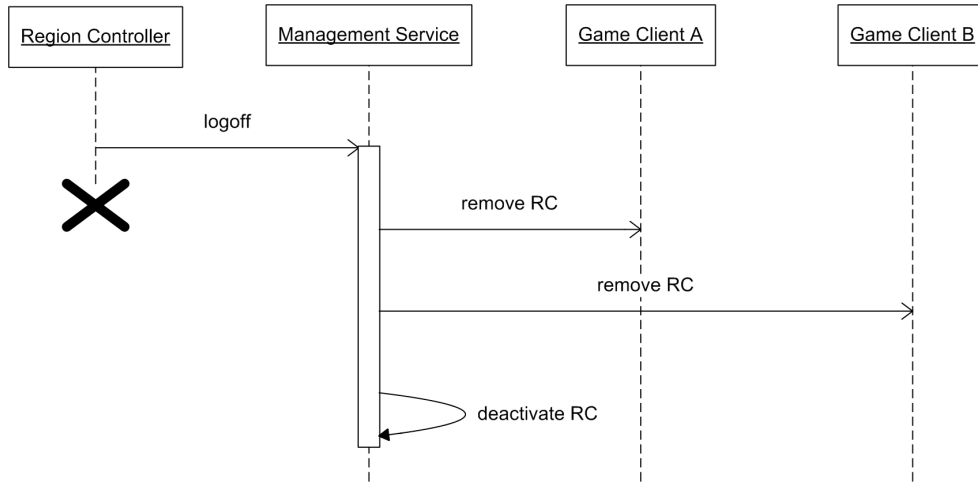 Region Controller
Management Service
Game Client A
Game Client B
logoff
remove RC
remove RC
deactivate RC